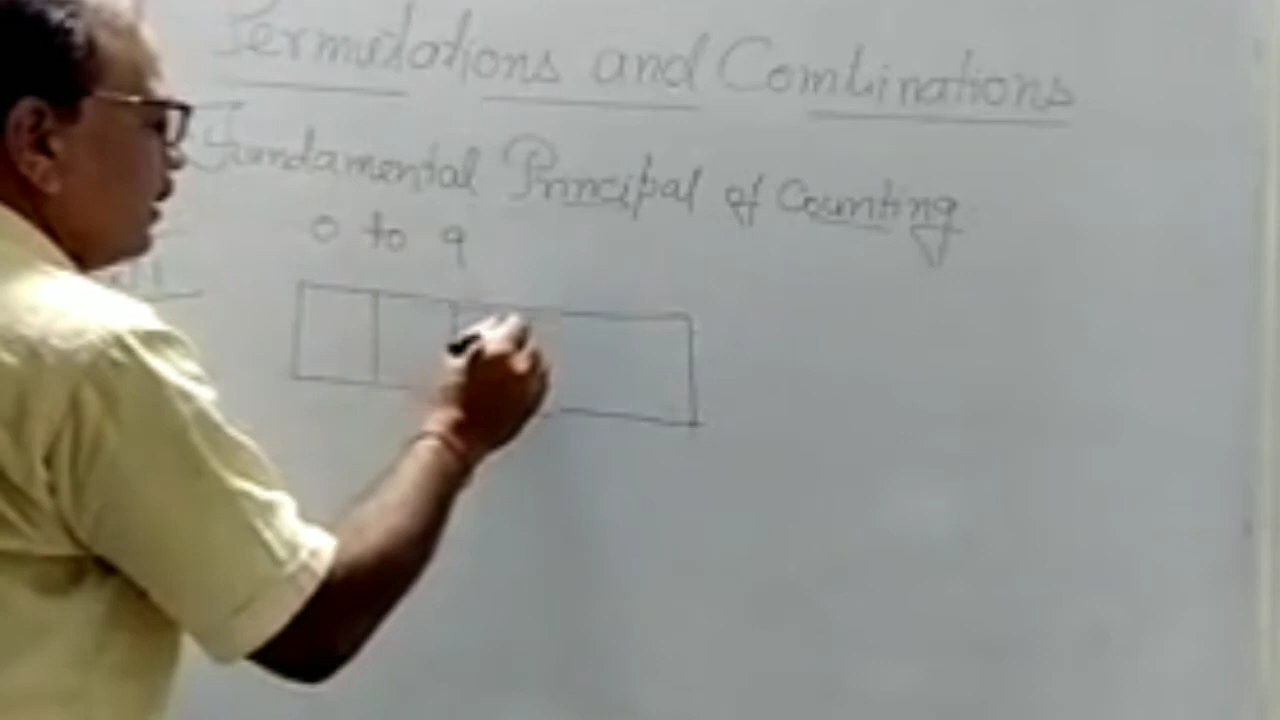 Permutations and Combinations
Fundamental Principal of Counting
0 to 9